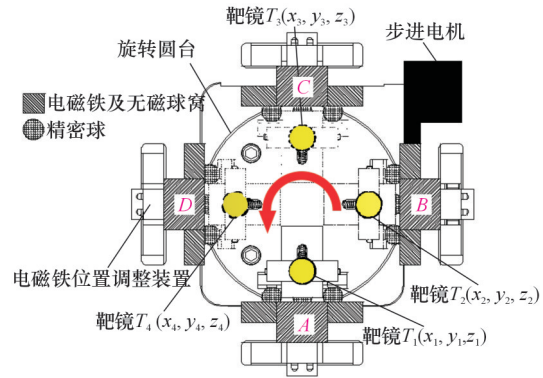 靶镜T₃(x₃, y₃, z₃)
步进电机
旋转圆台
C
电磁铁及无磁球窝
精密球
D
B
电磁铁位置调整装置
靶镜T₂(x₂, y₂, z₂)
靶镜T₄(x₄, y₄, z₄)
A
靶镜T₁(x₁, y₁,z₁)